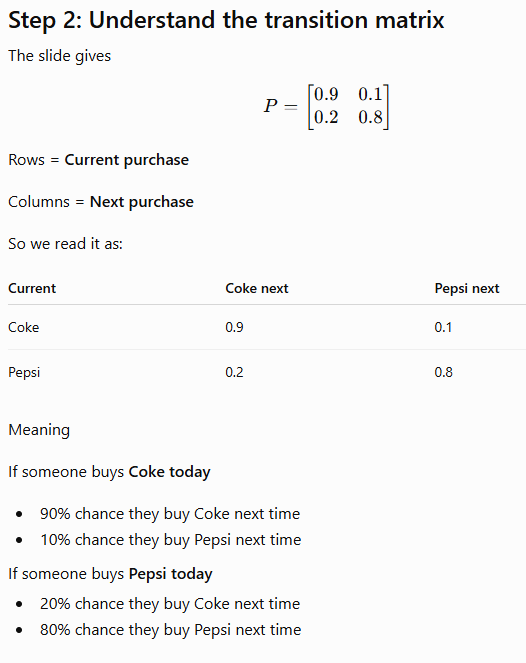 Step 2: Understand the transition matrix
The slide gives
P = [0.9 0.1
0.2 0.8]
Rows = Current purchase
Columns = Next purchase
So we read it as:
Current Coke next Pepsi next
Coke 0.9 0.1
Pepsi 0.2 0.8
Meaning
If someone buys Coke today
• 90% chance they buy Coke next time
• 10% chance they buy Pepsi next time
If someone buys Pepsi today
• 20% chance they buy Coke next time
• 80% chance they buy Pepsi next time